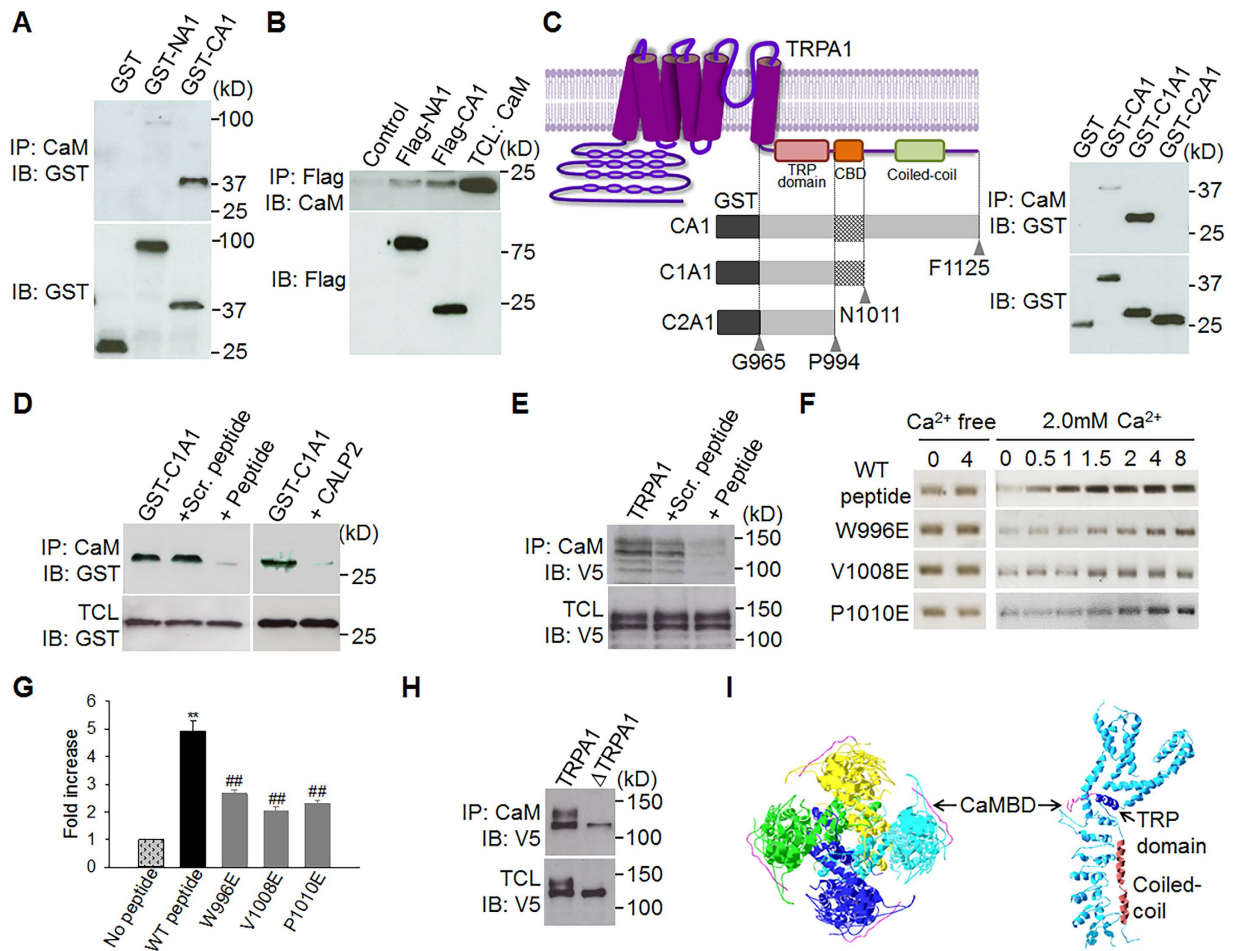 A
GST
GST-NA1
GST-CA1
(kD)
IP: CaM
IB: GST
-100
-37
-25
IB: GST
-100
-37
-25
B
Control
Flag-NA1
Flag-CA1
TCL: CaM
(kD)
IP: Flag
IB: CaM
-25
IB: Flag
-75
-25
C
TRPA1
TRP
domain
CBD
Coiled-coil
GST
CA1
C1A1
C2A1
F1125
N1011
G965
P994
GST
GST-CA1
GST-C1A1
GST-C2A1
(kD)
IP: CaM
IB: GST
-37
-25
IB: GST
-37
-25
D
GST-C1A1
+Scr. peptide
+ Peptide
GST-C1A1
+ CALP2
(kD)
IP: CaM
IB: GST
-25
TCL
IB: GST
-25
E
TRPA1
+Scr. peptide
+ Peptide
(kD)
IP: CaM
IB: V5
-150
-100
TCL
IB: V5
-150
-100
F
Ca²⁺ free
2.0mM Ca²⁺
0 4
0 0.5 1 1.5 2 4 8
WT
peptide
W996E
V1008E
P1010E
G
Fold increase
6
5
4
3
2
1
0
**
##
##
##
No peptide
WT peptide
W996E
V1008E
P1010E
H
TRPA1
ΔTRPA1
(kD)
IP: CaM
IB: V5
-150
-100
TCL
IB: V5
-150
-100
I
CaMBD
TRP
domain
Coiled-
coil